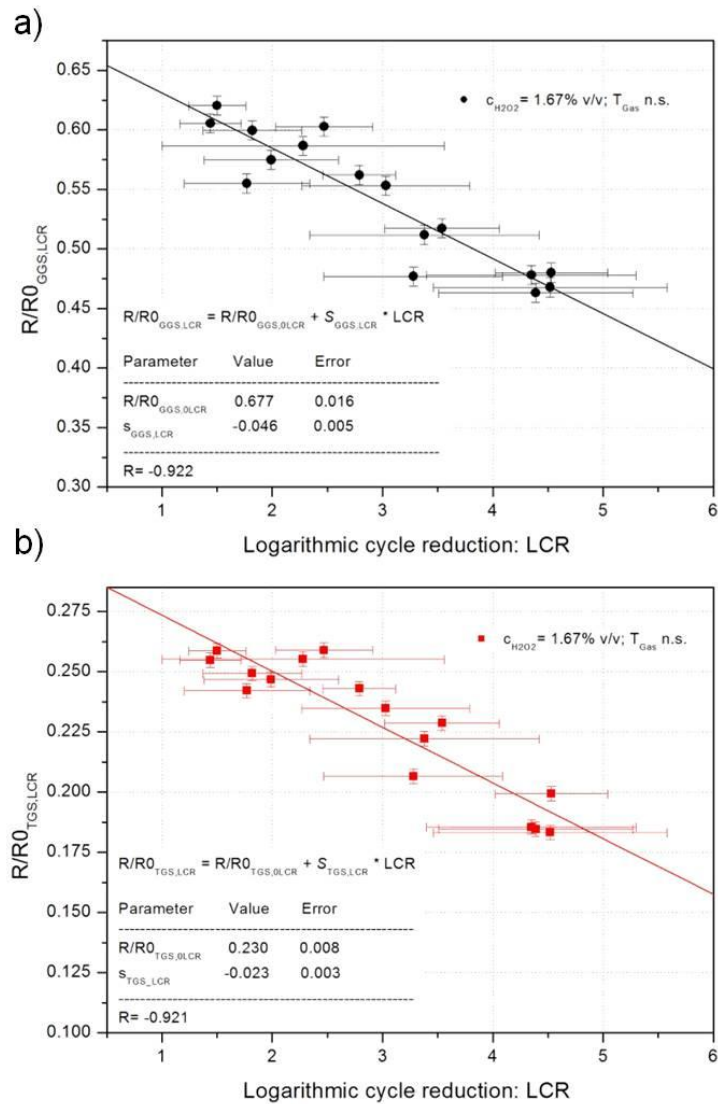 a)
0.65
0.60
0.55
0.50
0.45
0.40
0.35
0.30
R/R0GGS,LCR
cH2O2= 1.67% v/v; TGas n.s.
R/R0GGS,LCR = R/R0GGS,0LCR + SGGS,LCR * LCR
Parameter Value Error
------------------------------------------------------------
R/R0GGS,0LCR 0.677 0.016
sGGS,LCR -0.046 0.005
------------------------------------------------------------
R= -0.922
1 2 3 4 5 6
Logarithmic cycle reduction: LCR
b)
0.275
0.250
0.225
0.200
0.175
0.150
0.125
0.100
R/R0TGS,LCR
cH2O2= 1.67% v/v; TGas n.s.
R/R0TGS,LCR = R/R0TGS,0LCR + STGS,LCR * LCR
Parameter Value Error
------------------------------------------------------------
R/R0TGS,0LCR 0.230 0.008
sTGS_LCR -0.023 0.003
------------------------------------------------------------
R= -0.921
1 2 3 4 5 6
Logarithmic cycle reduction: LCR